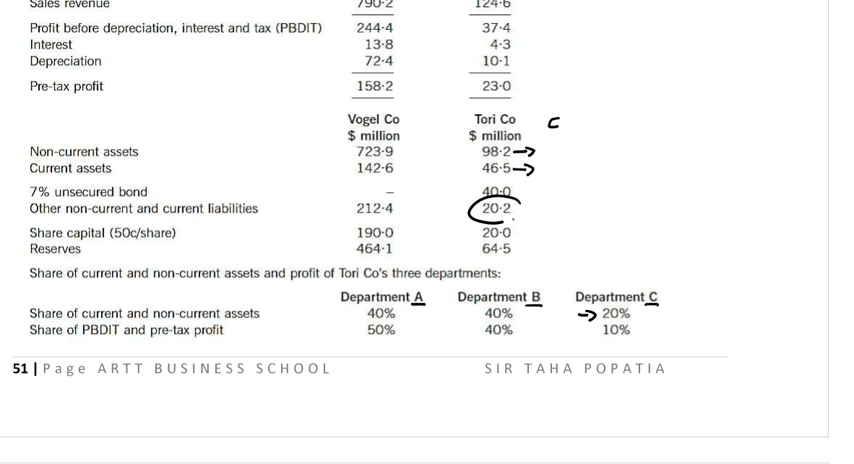 Sales revenue 790·2 124·6
Profit before depreciation, interest and tax (PBDIT) 244·4 37·4
Interest 13·8 4·3
Depreciation 72·4 10·1
Pre-tax profit 158·2 23·0
Vogel Co Tori Co C
$ million $ million
Non-current assets 723·9 98·2
Current assets 142·6 46·5
7% unsecured bond – 40·0
Other non-current and current liabilities 212·4 20·2
Share capital (50c/share) 190·0 20·0
Reserves 464·1 64·5
Share of current and non-current assets and profit of Tori Co's three departments:
Department A Department B Department C
Share of current and non-current assets 40% 40% 20%
Share of PBDIT and pre-tax profit 50% 40% 10%
51 | Page ARTT BUSINESS SCHOOL SIR TAHA POPATIA